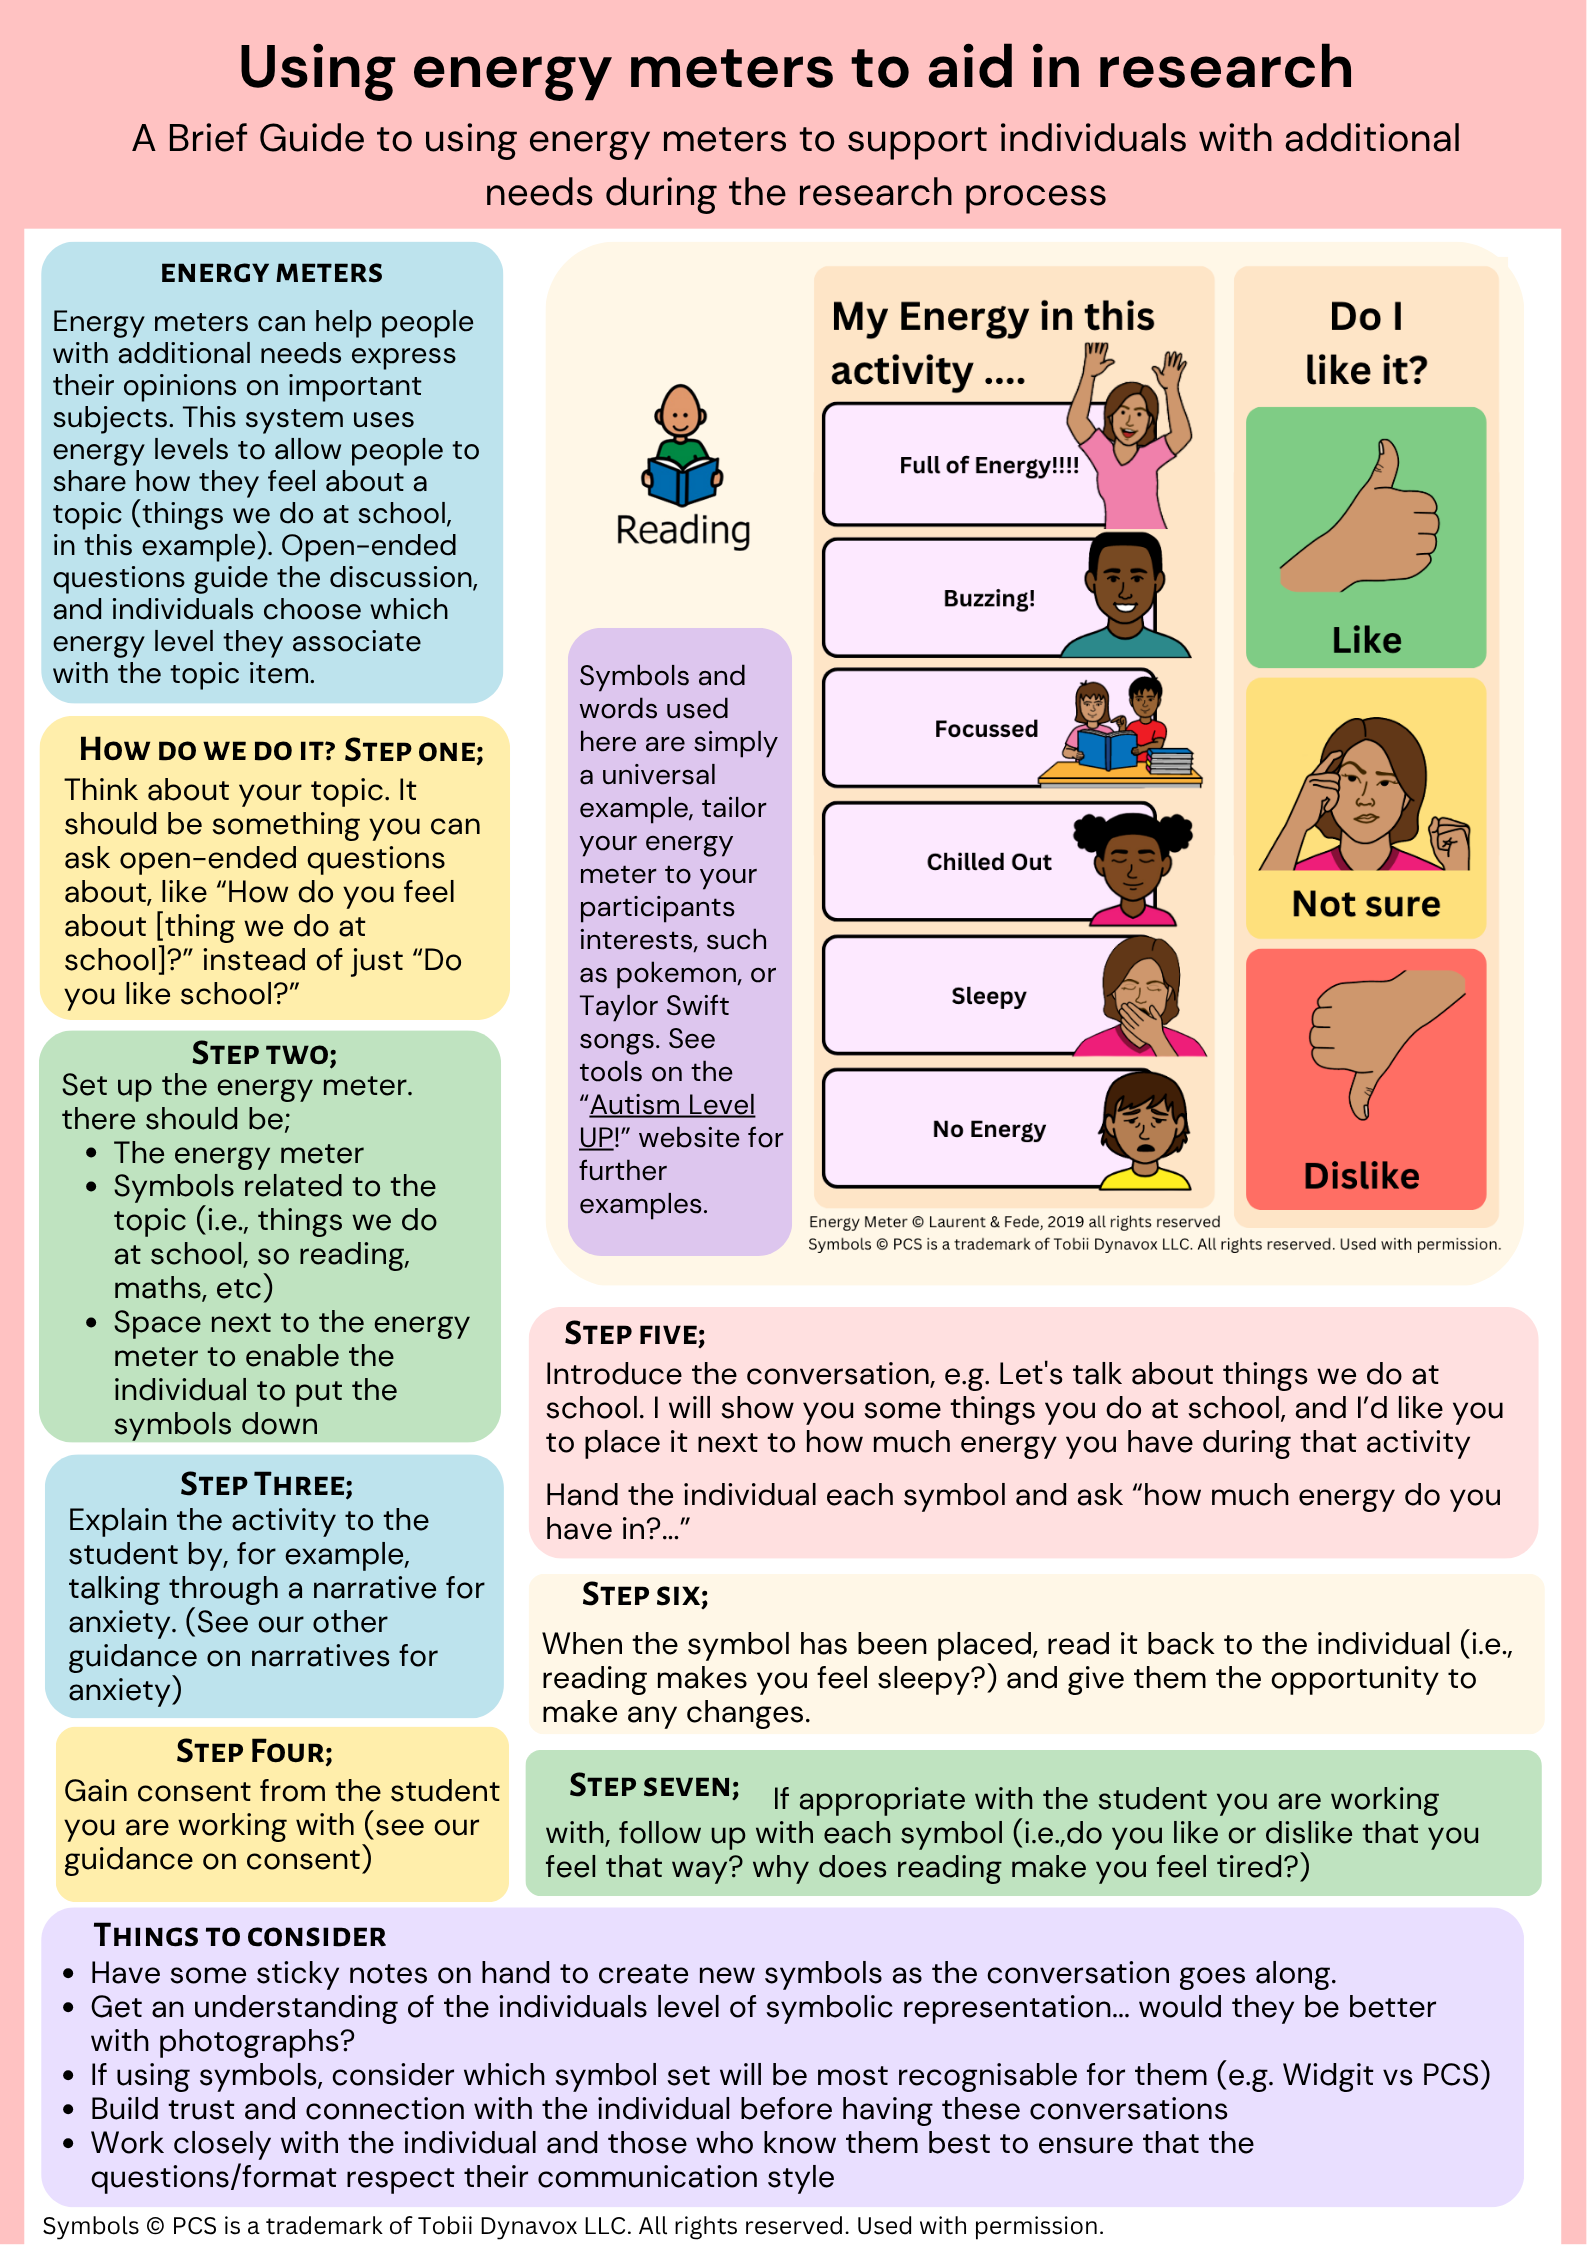 Using energy meters to aid in research
A Brief Guide to using energy meters to support individuals with additional
needs during the research process
ENERGY METERS
Energy meters can help people
with additional needs express
their opinions on important
subjects. This system uses
energy levels to allow people to
share how they feel about a
topic (things we do at school,
in this example). Open-ended
questions guide the discussion,
and individuals choose which
energy level they associate
with the topic item.
HOW DO WE DO IT? STEP ONE;
Think about your topic. It
should be something you can
ask open-ended questions
about, like “How do you feel
about [thing we do at
school]?” instead of just “Do
you like school?”
STEP TWO;
Set up the energy meter.
there should be;
• The energy meter
• Symbols related to the
topic (i.e., things we do
at school, so reading,
maths, etc)
• Space next to the energy
meter to enable the
individual to put the
symbols down
STEP THREE;
Explain the activity to the
student by, for example,
talking through a narrative for
anxiety. (See our other
guidance on narratives for
anxiety)
STEP FOUR;
Gain consent from the student
you are working with (see our
guidance on consent)
Reading
Symbols and
words used
here are simply
a universal
example, tailor
your energy
meter to your
participants
interests, such
as pokemon, or
Taylor Swift
songs. See
tools on the
“Autism Level
UP!” website for
further
examples.
My Energy in this
activity ....
Full of Energy!!!!
Buzzing!
Focussed
Chilled Out
Sleepy
No Energy
Do I
like it?
Like
Not sure
Dislike
Energy Meter © Laurent & Fede, 2019 all rights reserved
Symbols © PCS is a trademark of Tobii Dynavox LLC. All rights reserved. Used with permission.
STEP FIVE;
Introduce the conversation, e.g. Let's talk about things we do at
school. I will show you some things you do at school, and I’d like you
to place it next to how much energy you have during that activity
Hand the individual each symbol and ask “how much energy do you
have in?...”
STEP SIX;
When the symbol has been placed, read it back to the individual (i.e.,
reading makes you feel sleepy?) and give them the opportunity to
make any changes.
STEP SEVEN; If appropriate with the student you are working
with, follow up with each symbol (i.e.,do you like or dislike that you
feel that way? why does reading make you feel tired?)
THINGS TO CONSIDER
• Have some sticky notes on hand to create new symbols as the conversation goes along.
• Get an understanding of the individuals level of symbolic representation... would they be better
with photographs?
• If using symbols, consider which symbol set will be most recognisable for them (e.g. Widgit vs PCS)
• Build trust and connection with the individual before having these conversations
• Work closely with the individual and those who know them best to ensure that the
questions/format respect their communication style
Symbols © PCS is a trademark of Tobii Dynavox LLC. All rights reserved. Used with permission.